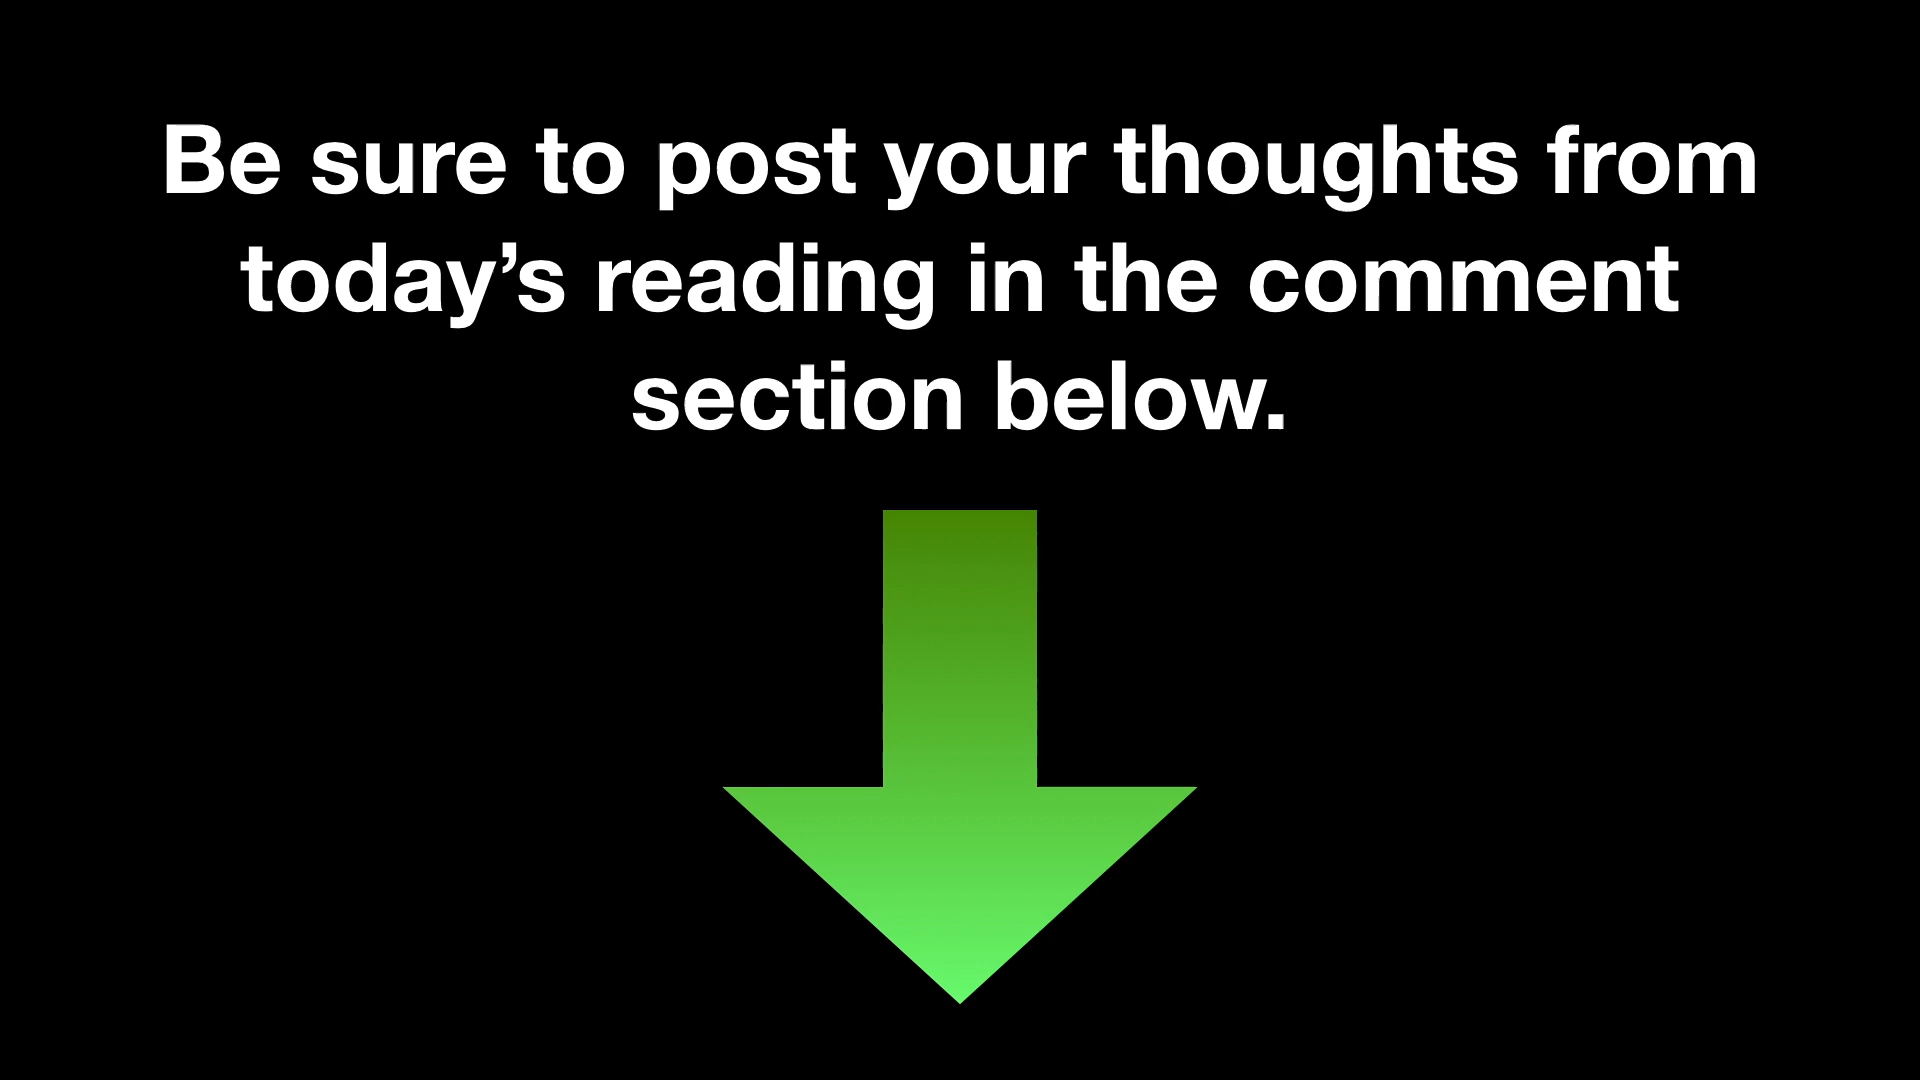 Be sure to post your thoughts from
today’s reading in the comment
section below.